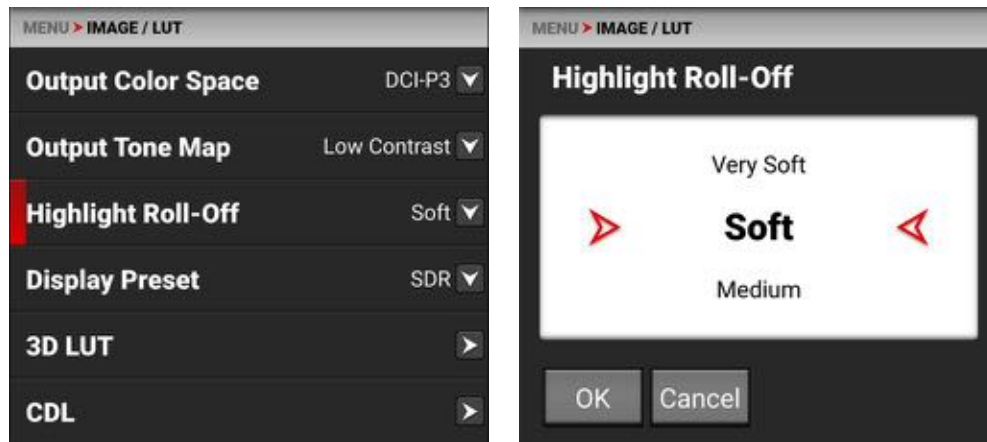 MENU > IMAGE / LUT
Output Color Space DCI-P3
Output Tone Map Low Contrast
Highlight Roll-Off Soft
Display Preset SDR
3D LUT
CDL
MENU > IMAGE / LUT
Highlight Roll-Off
Very Soft
Soft
Medium
OK Cancel